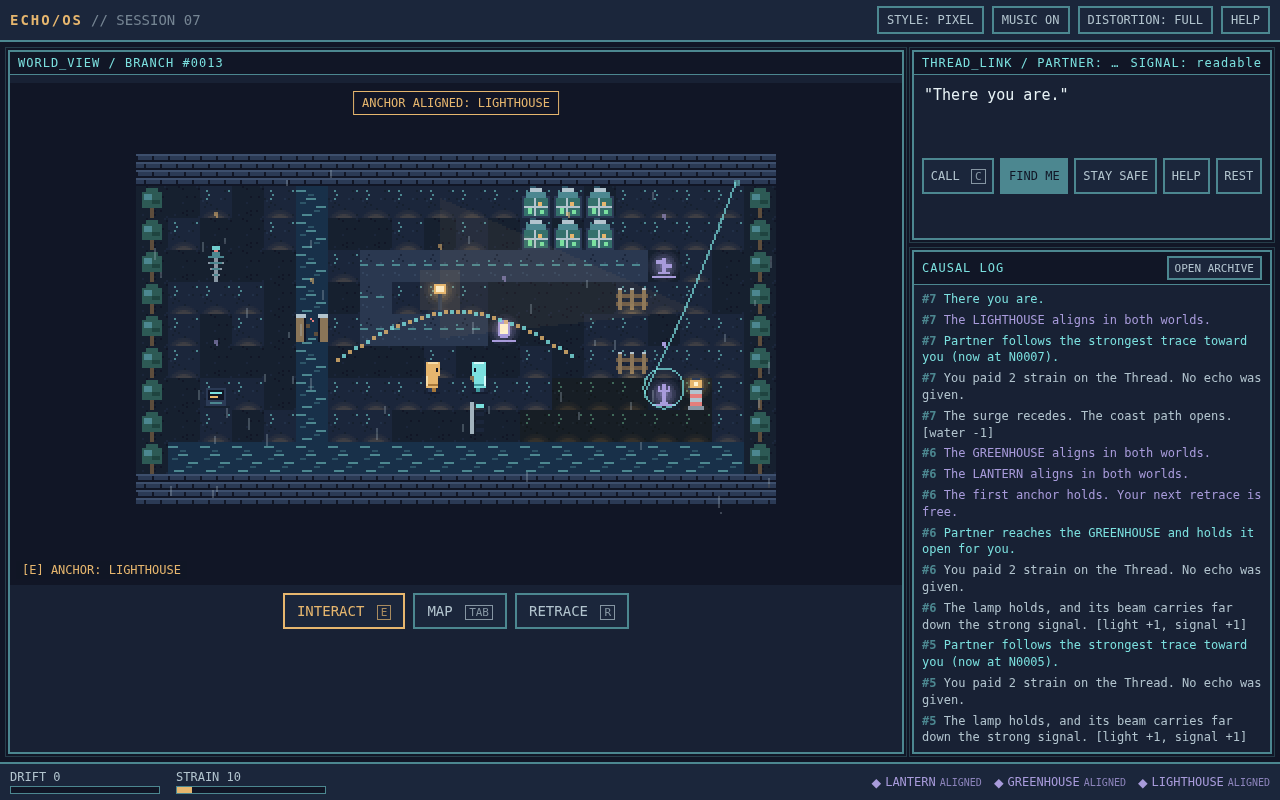 ECHO/OS // SESSION 07
STYLE: PIXEL
MUSIC ON
DISTORTION: FULL
HELP
WORLD_VIEW / BRANCH #0013
ANCHOR ALIGNED: LIGHTHOUSE
[E] ANCHOR: LIGHTHOUSE
INTERACT E
MAP TAB
RETRACE R
THREAD_LINK / PARTNER: … SIGNAL: readable
"There you are."
CALL C
FIND ME
STAY SAFE
HELP
REST
CAUSAL LOG
OPEN ARCHIVE
#7 There you are.
#7 The LIGHTHOUSE aligns in both worlds.
#7 Partner follows the strongest trace toward
you (now at N0007).
#7 You paid 2 strain on the Thread. No echo was
given.
#7 The surge recedes. The coast path opens.
[water -1]
#6 The GREENHOUSE aligns in both worlds.
#6 The LANTERN aligns in both worlds.
#6 The first anchor holds. Your next retrace is
free.
#6 Partner reaches the GREENHOUSE and holds it
open for you.
#6 You paid 2 strain on the Thread. No echo was
given.
#6 The lamp holds, and its beam carries far
down the strong signal. [light +1, signal +1]
#5 Partner follows the strongest trace toward
you (now at N0005).
#5 You paid 2 strain on the Thread. No echo was
given.
#5 The lamp holds, and its beam carries far
down the strong signal. [light +1, signal +1]
DRIFT 0
STRAIN 10
◆ LANTERN ALIGNED
◆ GREENHOUSE ALIGNED
◆ LIGHTHOUSE ALIGNED